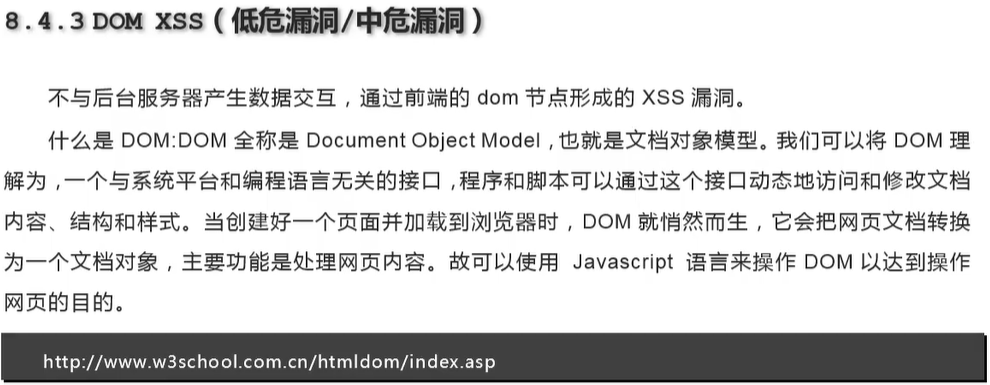 8.4.3 DOM XSS（低危漏洞/中危漏洞）
不与后台服务器产生数据交互，通过前端的 dom 节点形成的 XSS 漏洞。
什么是 DOM:DOM 全称是 Document Object Model，也就是文档对象模型。我们可以将 DOM 理
解为，一个与系统平台和编程语言无关的接口，程序和脚本可以通过这个接口动态地访问和修改文档
内容、结构和样式。当创建好一个页面并加载到浏览器时，DOM 就悄然而生，它会把网页文档转换
为一个文档对象，主要功能是处理网页内容。故可以使用 Javascript 语言来操作 DOM 以达到操作
网页的目的。
http://www.w3school.com.cn/htmldom/index.asp